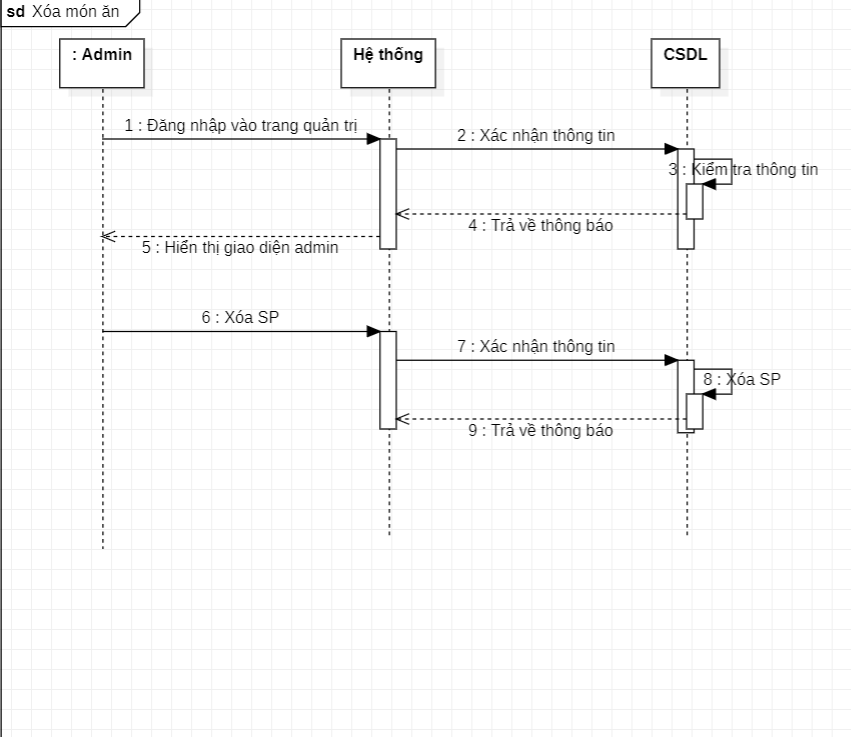 sd Xóa món ăn
: Admin
Hệ thống
CSDL
1 : Đăng nhập vào trang quản trị
2 : Xác nhận thông tin
3 : Kiểm tra thông tin
4 : Trả về thông báo
5 : Hiển thị giao diện admin
6 : Xóa SP
7 : Xác nhận thông tin
8 : Xóa SP
9 : Trả về thông báo